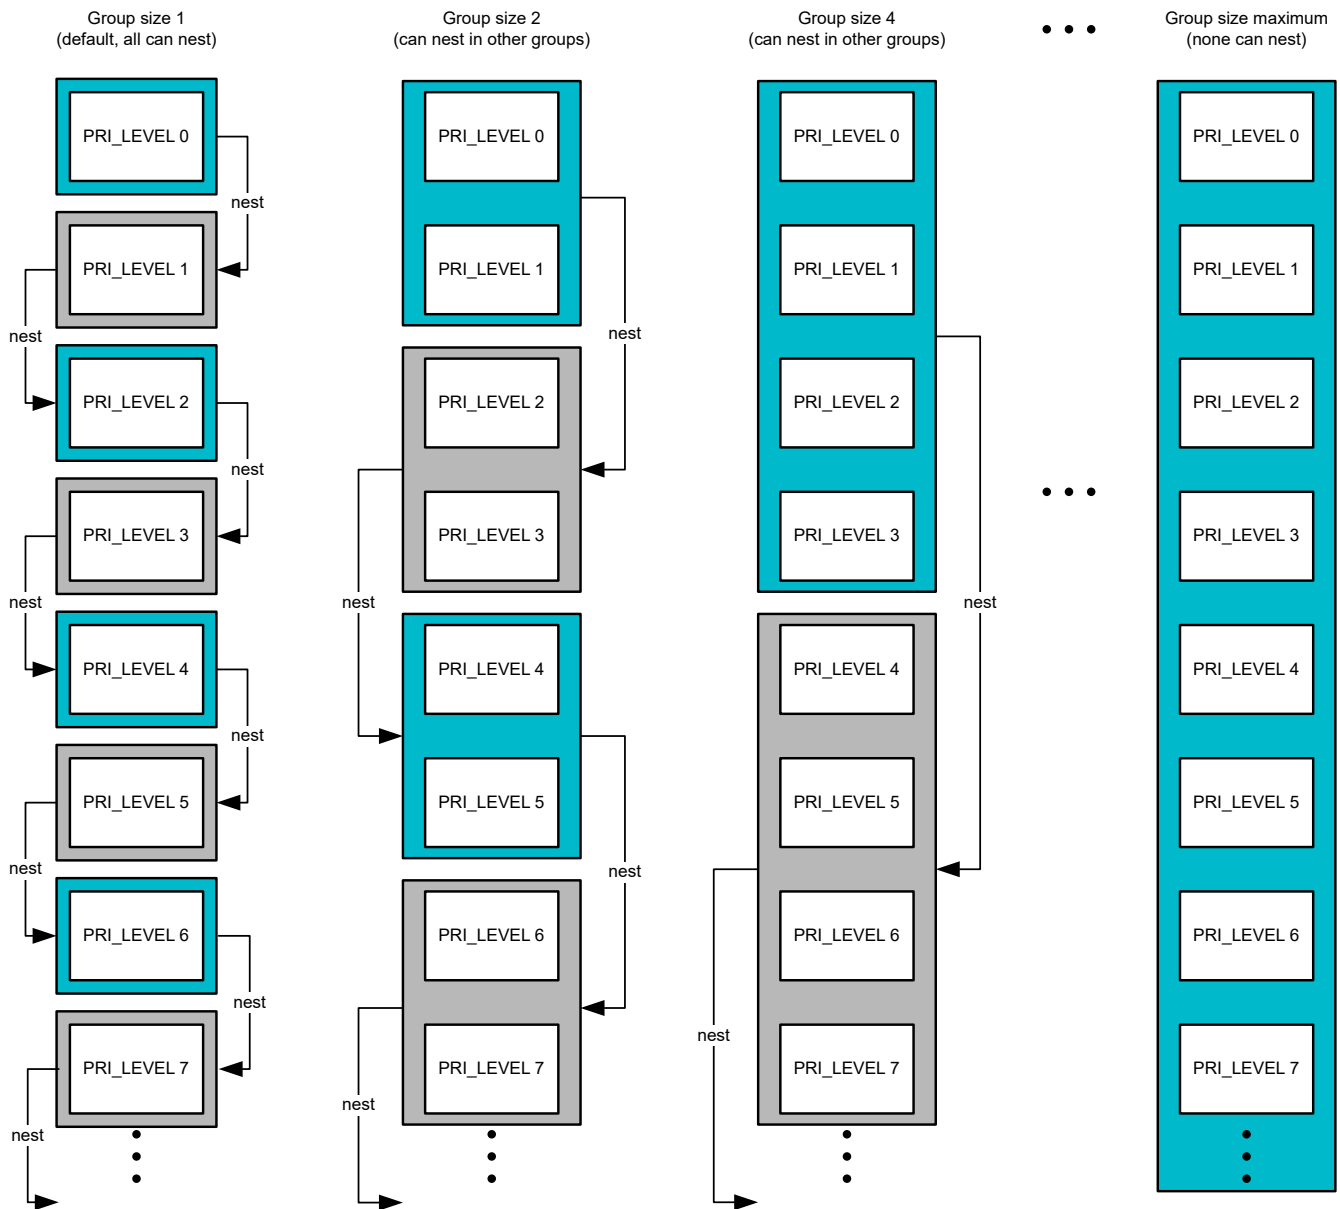 Group size 1
(default, all can nest)
PRI_LEVEL 0
nest
PRI_LEVEL 1
nest
PRI_LEVEL 2
nest
PRI_LEVEL 3
nest
PRI_LEVEL 4
nest
PRI_LEVEL 5
nest
PRI_LEVEL 6
nest
PRI_LEVEL 7
nest
Group size 2
(can nest in other groups)
PRI_LEVEL 0
PRI_LEVEL 1
nest
PRI_LEVEL 2
PRI_LEVEL 3
nest
PRI_LEVEL 4
PRI_LEVEL 5
nest
PRI_LEVEL 6
PRI_LEVEL 7
nest
Group size 4
(can nest in other groups)
PRI_LEVEL 0
PRI_LEVEL 1
PRI_LEVEL 2
PRI_LEVEL 3
nest
PRI_LEVEL 4
PRI_LEVEL 5
PRI_LEVEL 6
PRI_LEVEL 7
nest
Group size maximum
(none can nest)
PRI_LEVEL 0
PRI_LEVEL 1
PRI_LEVEL 2
PRI_LEVEL 3
PRI_LEVEL 4
PRI_LEVEL 5
PRI_LEVEL 6
PRI_LEVEL 7